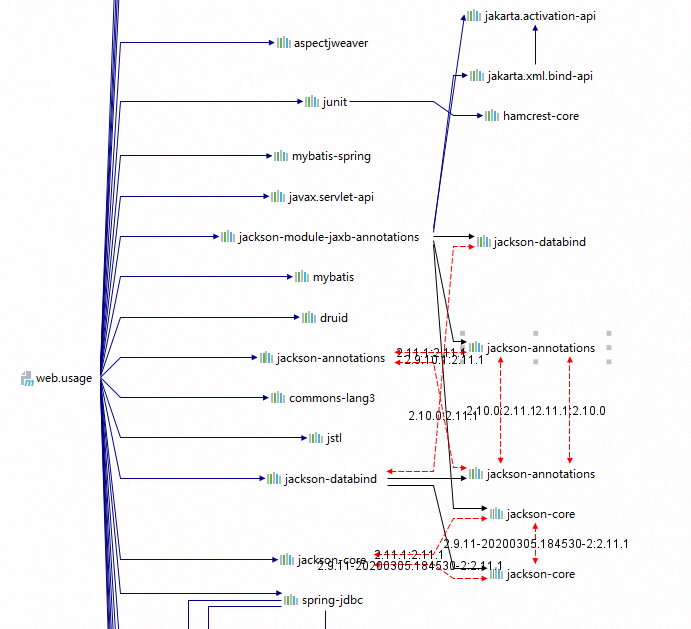 jakarta.activation-api
aspectjweaver
jakarta.xml.bind-api
junit
hamcrest-core
mybatis-spring
javax.servlet-api
jackson-module-jaxb-annotations
jackson-databind
mybatis
druid
jackson-annotations
2.11.1:2.11.1
jackson-annotations
2.9.10.1:2.11.1
web.usage
commons-lang3
2.10.0:2.11.1
2.10.0:2.11.1
2.11.1:2.10.0
jstl
jackson-annotations
jackson-databind
jackson-core
2.9.11-20200305.184530-2:2.11.1
2.11.1:2.11.1
jackson-core
2.9.11-20200305.184530-2:2.11.1
jackson-core
spring-jdbc